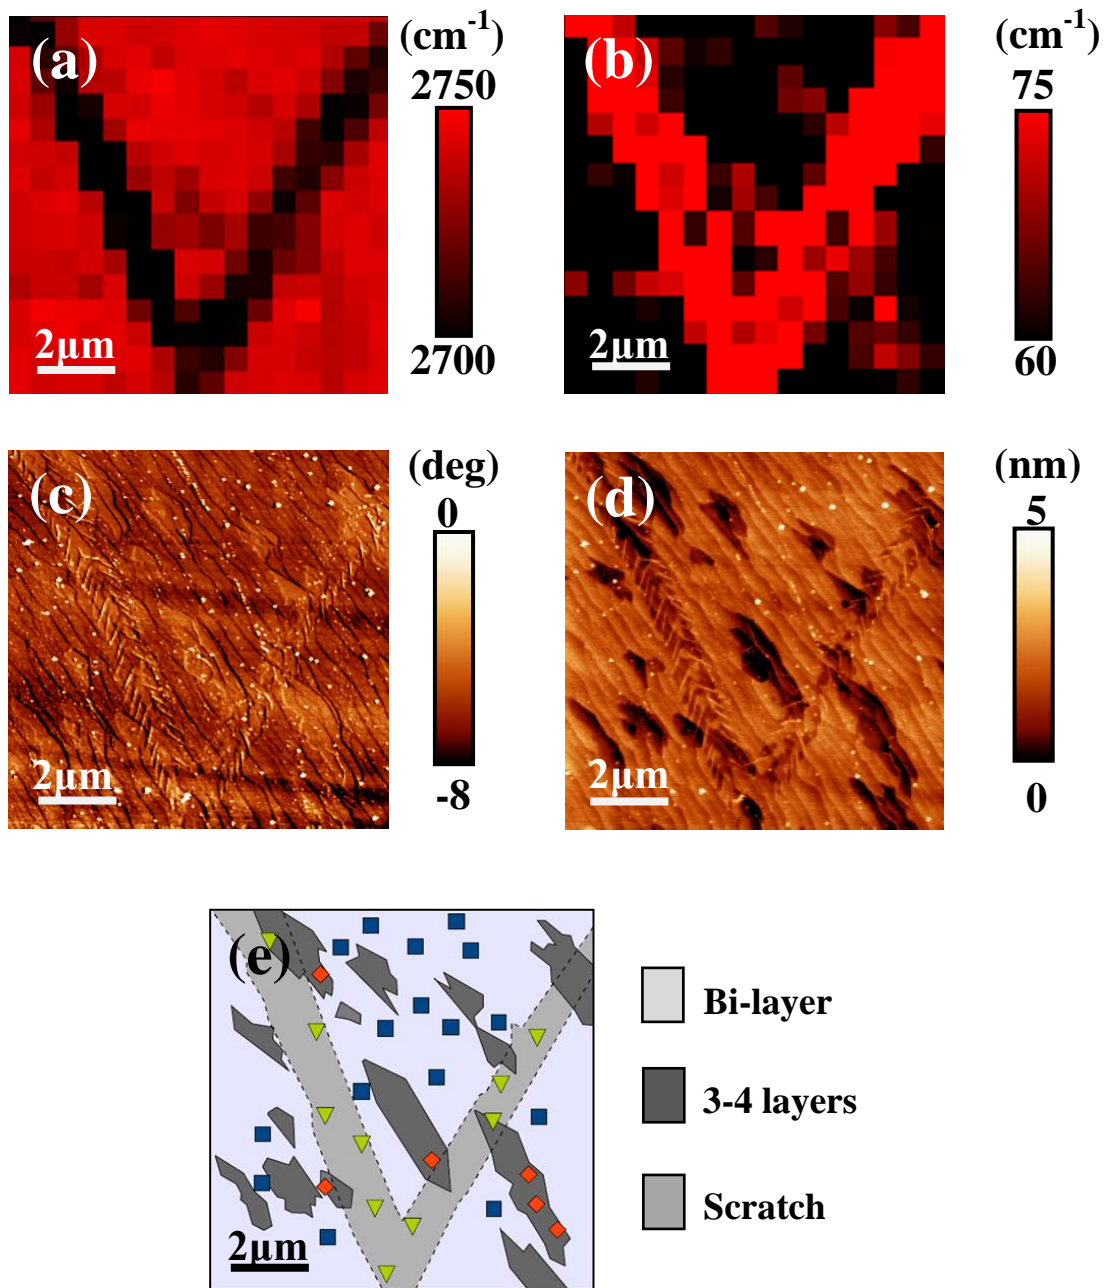 (a)
(cm⁻¹)
2750
2700
2μm
(b)
(cm⁻¹)
75
60
2μm
(c)
(deg)
0
-8
2μm
(d)
(nm)
5
0
2μm
(e)
2μm
Bi-layer
3-4 layers
Scratch